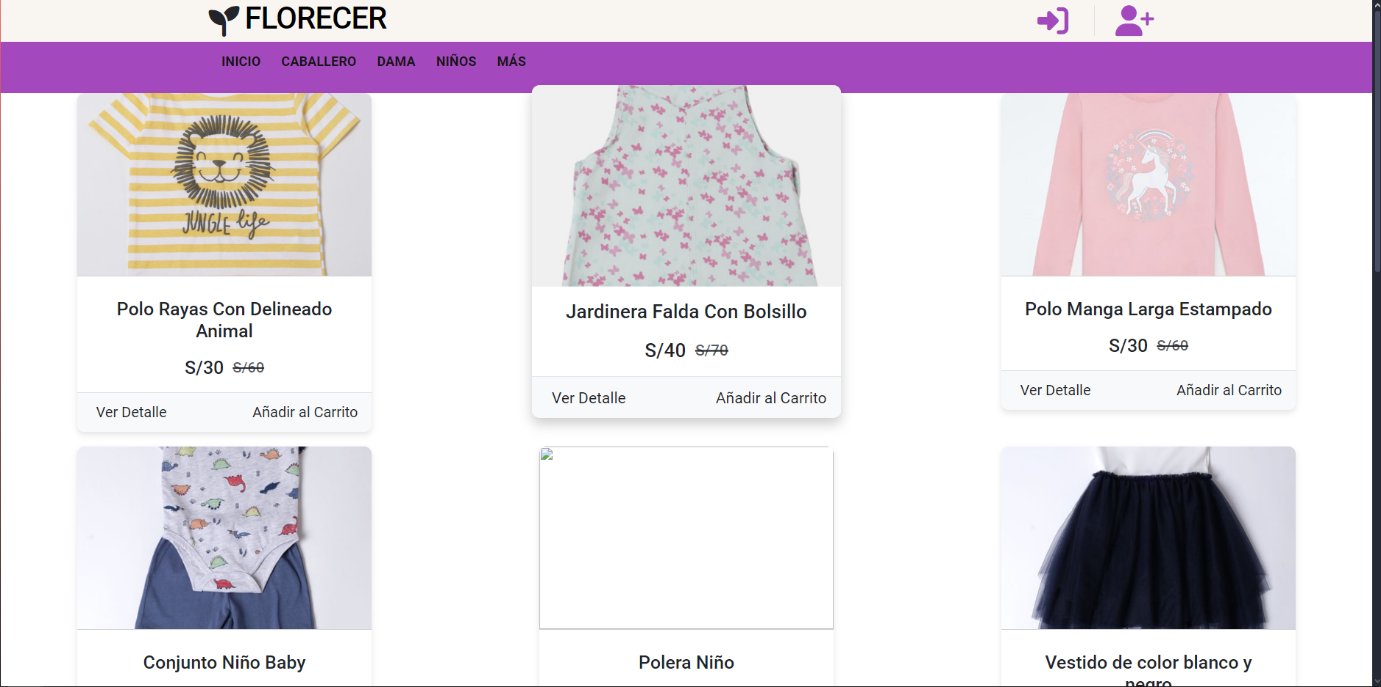 FLORECER
INICIO CABALLERO DAMA NIÑOS MÁS
JUNGLE life
Polo Rayas Con Delineado
Animal
S/30 S/60
Ver Detalle Añadir al Carrito
Jardinera Falda Con Bolsillo
S/40 S/70
Ver Detalle Añadir al Carrito
Polo Manga Larga Estampado
S/30 S/60
Ver Detalle Añadir al Carrito
Conjunto Niño Baby
Polera Niño
Vestido de color blanco y
negro